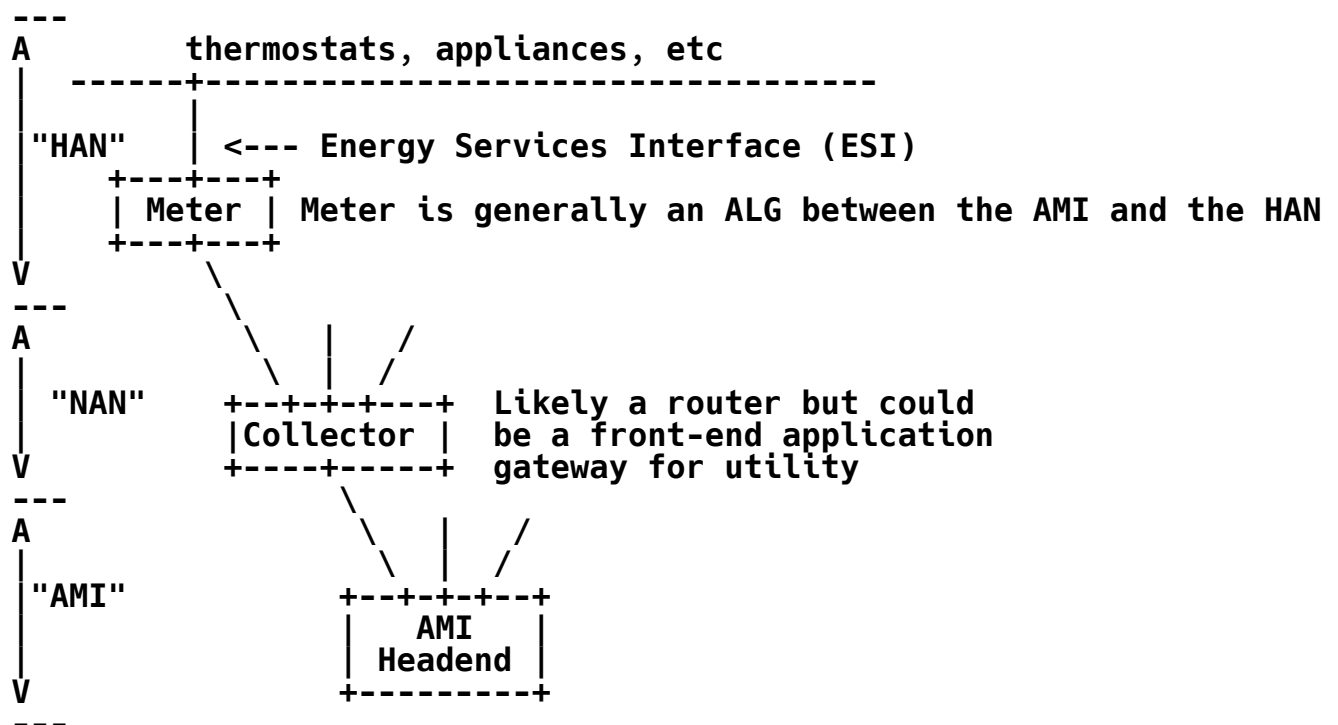 ---
A         thermostats, appliances, etc
|  ------+-----------------------------------
|        |
|"HAN"   | <--- Energy Services Interface (ESI)
|    +---+---+
|    | Meter | Meter is generally an ALG between the AMI and the HAN
|    +---+---+
V         \
---        \
A           \   |   /
|            \  |  /
| "NAN"    +--+-+-+---+  Likely a router but could
|          |Collector |  be a front-end application
V          +----+-----+  gateway for utility
---              \
A                 \   |   /
|                  \  |  /
|"AMI"           +--+-+-+--+
|                |   AMI   |
|                | Headend |
V                +---------+
---